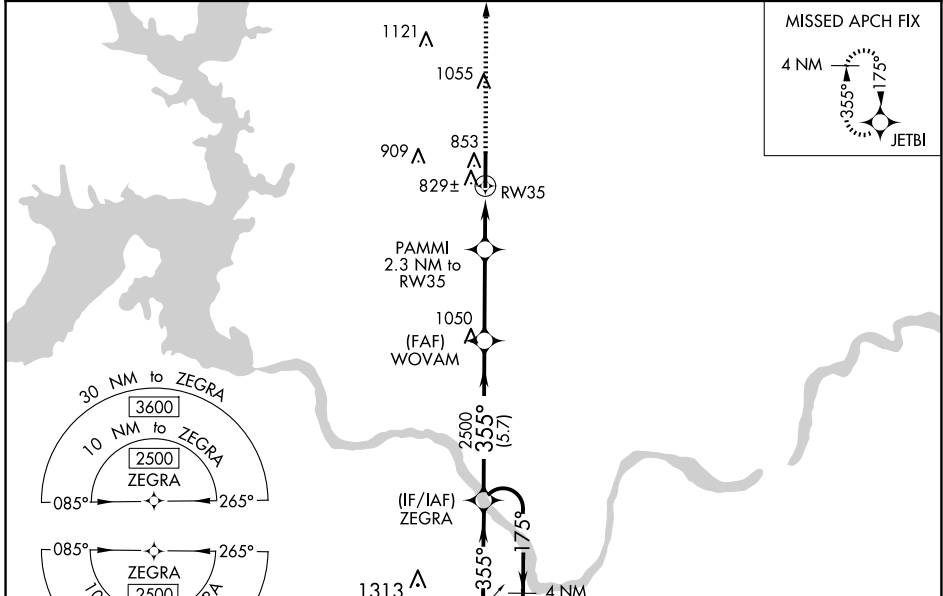 MISSED APCH FIX
4 NM
355°
175°
JETBI
1121
1055
909
853
829±
RW35
PAMMI
2.3 NM to
RW35
1050
(FAF)
WOVAM
2500
355°
(5.7)
(IF/IAF)
ZEGRA
175°
355°
4 NM
1313
30 NM to ZEGRA
3600
10 NM to ZEGRA
2500
ZEGRA
085°
265°
085°
265°
ZEGRA
2500